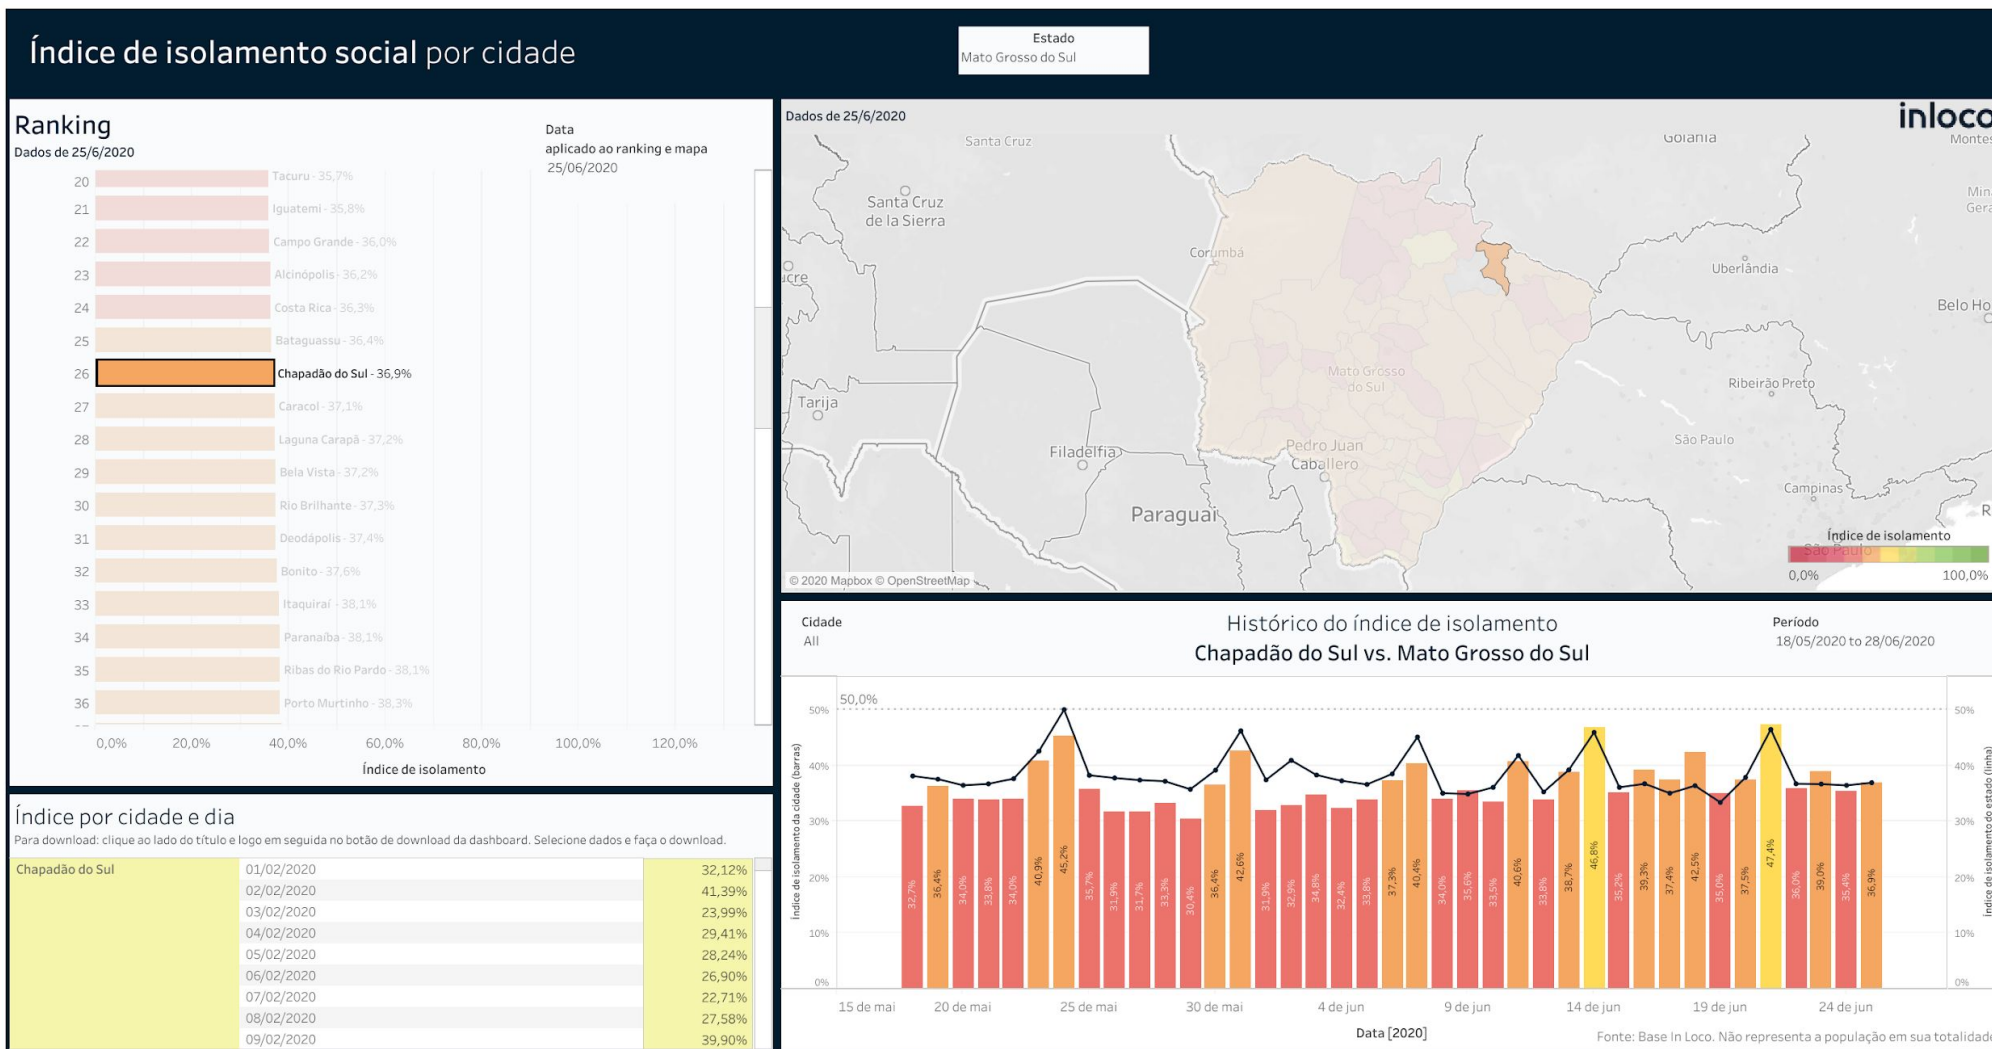 Índice de isolamento social por cidade
Estado
Mato Grosso do Sul
Ranking
Dados de 25/6/2020
Data
aplicado ao ranking e mapa
25/06/2020
20 Tacuru - 35,7%
21 Iguatemi - 35,8%
22 Campo Grande - 36,0%
23 Alcinópolis - 36,2%
24 Costa Rica - 36,3%
25 Bataguassu - 36,4%
26 Chapadão do Sul - 36,9%
27 Caracol - 37,1%
28 Laguna Carapã - 37,2%
29 Bela Vista - 37,2%
30 Rio Brilhante - 37,3%
31 Deodápolis - 37,4%
32 Bonito - 37,6%
33 Itaquiraí - 38,1%
34 Paranaíba - 38,1%
35 Ribas do Rio Pardo - 38,1%
36 Porto Murtinho - 38,3%
0,0% 20,0% 40,0% 60,0% 80,0% 100,0% 120,0%
Índice de isolamento
Índice por cidade e dia
Para download: clique ao lado do título e logo em seguida no botão de download da dashboard. Selecione dados e faça o download.
Chapadão do Sul 01/02/2020 32,12%
02/02/2020 41,39%
03/02/2020 23,99%
04/02/2020 29,41%
05/02/2020 28,24%
06/02/2020 26,90%
07/02/2020 22,71%
08/02/2020 27,58%
09/02/2020 39,90%
Dados de 25/6/2020
inloco
Santa Cruz
Goiânia
Montes
Santa Cruz
de la Sierra
Min
Gera
Corumbá
ucre
Uberlândia
Belo Ho
Mato Grosso
do Sul
Ribeirão Preto
Tarija
São Paulo
Pedro Juan
Caballero
Filadelfia
Campinas
Paraguai
R
Índice de isolamento
São Paulo
0,0% 100,0%
© 2020 Mapbox © OpenStreetMap
Cidade
All
Histórico do índice de isolamento
Chapadão do Sul vs. Mato Grosso do Sul
Período
18/05/2020 to 28/06/2020
50,0%
50%
40%
30%
20%
10%
0%
Índice de isolamento da cidade (barras)
32,7% 36,4% 34,0% 33,8% 34,0% 40,9% 45,2% 35,7% 31,9% 31,7% 33,3% 30,4% 36,4% 42,6% 31,9% 32,9% 34,8% 32,4% 33,8% 37,3% 40,4% 34,0% 35,6% 33,5% 40,6% 33,8% 38,7% 46,8% 35,2% 39,3% 37,4% 42,5% 35,0% 37,5% 47,4% 36,0% 39,0% 35,4% 36,9%
50%
40%
30%
20%
10%
0%
Índice de isolamento do estado (linha)
15 de mai 20 de mai 25 de mai 30 de mai 4 de jun 9 de jun 14 de jun 19 de jun 24 de jun
Data [2020]
Fonte: Base In Loco. Não representa a população em sua totalidade